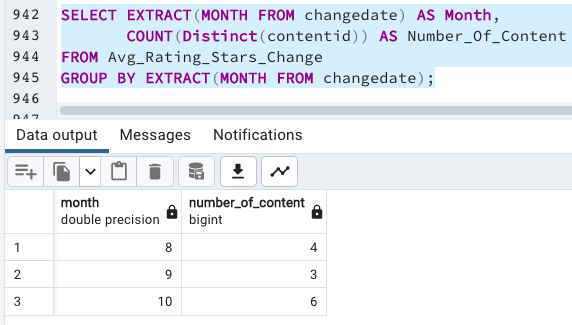 942 SELECT EXTRACT(MONTH FROM changedate) AS Month,
943 COUNT(Distinct(contentid)) AS Number_Of_Content
944 FROM Avg_Rating_Stars_Change
945 GROUP BY EXTRACT(MONTH FROM changedate);
946
947
Data output Messages Notifications
month number_of_content
double precision bigint
1 8 4
2 9 3
3 10 6